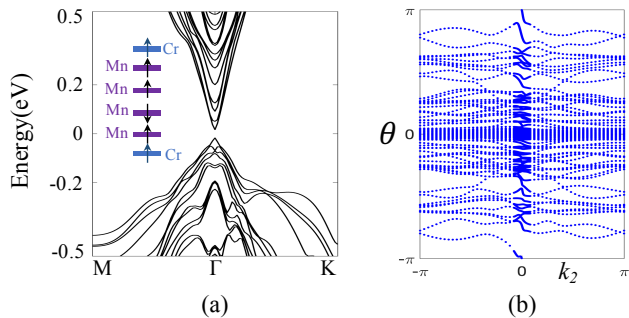 0.5
0.2
0
-0.2
-0.5
Energy(eV)
Cr
Mn
Mn
Mn
Mn
Cr
M
Γ
K
(a)
π
θ
0
-π
-π
0
k2
π
(b)